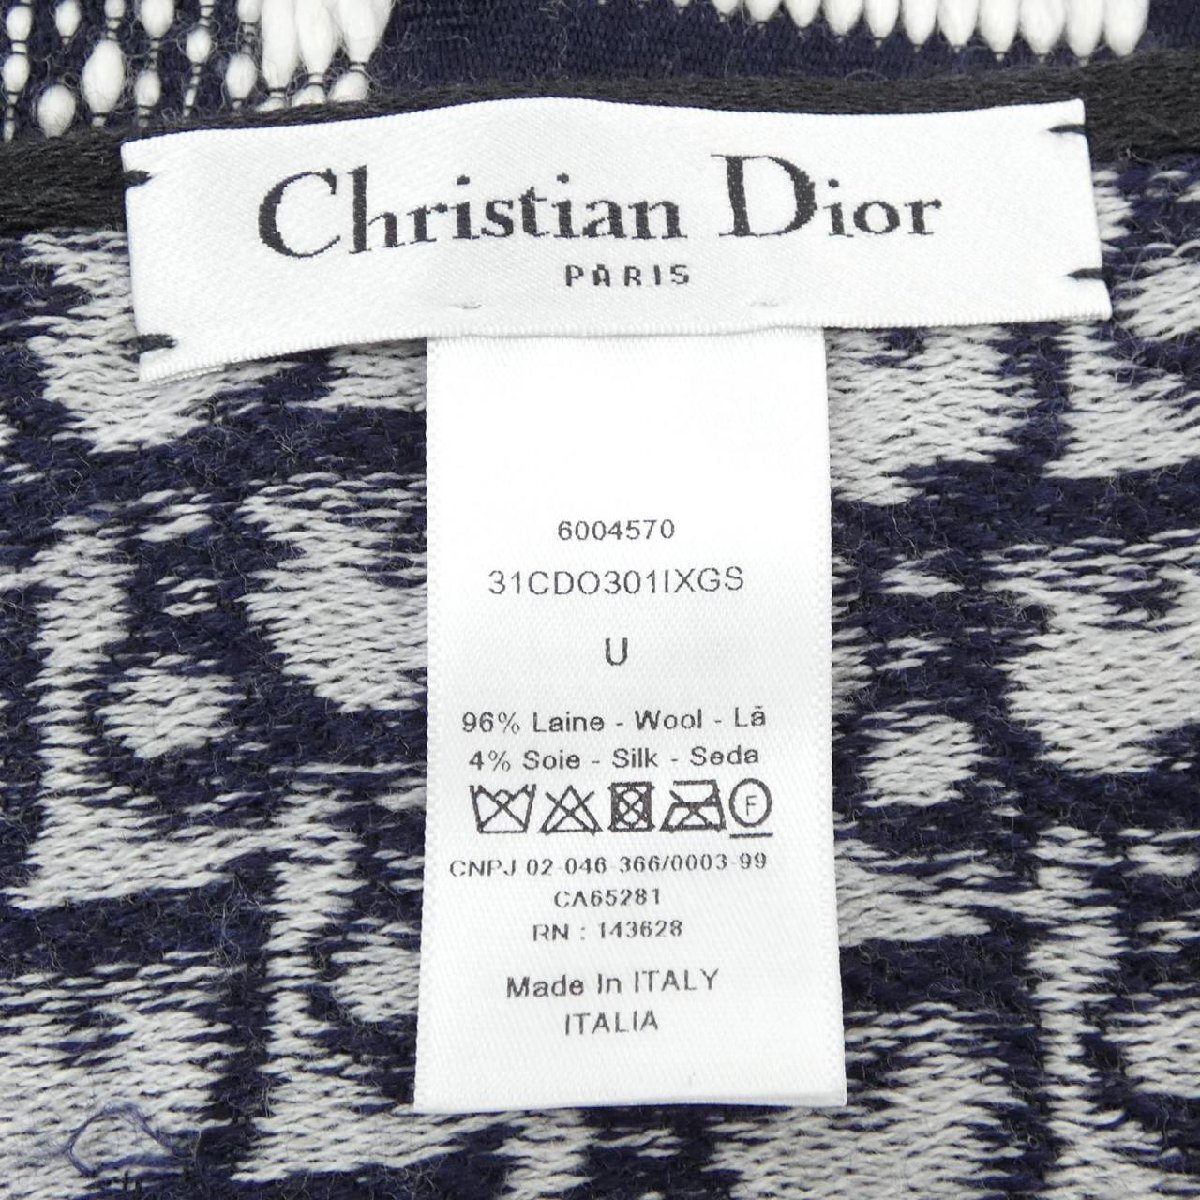 Christian Dior
PARIS
6004570
31CDO301IXGS
U
96% Laine - Wool - Lã
4% Soie - Silk - Seda
F
CNPJ 02 046 366/0003-99
CA65281
RN : 143628
Made In ITALY
ITALIA